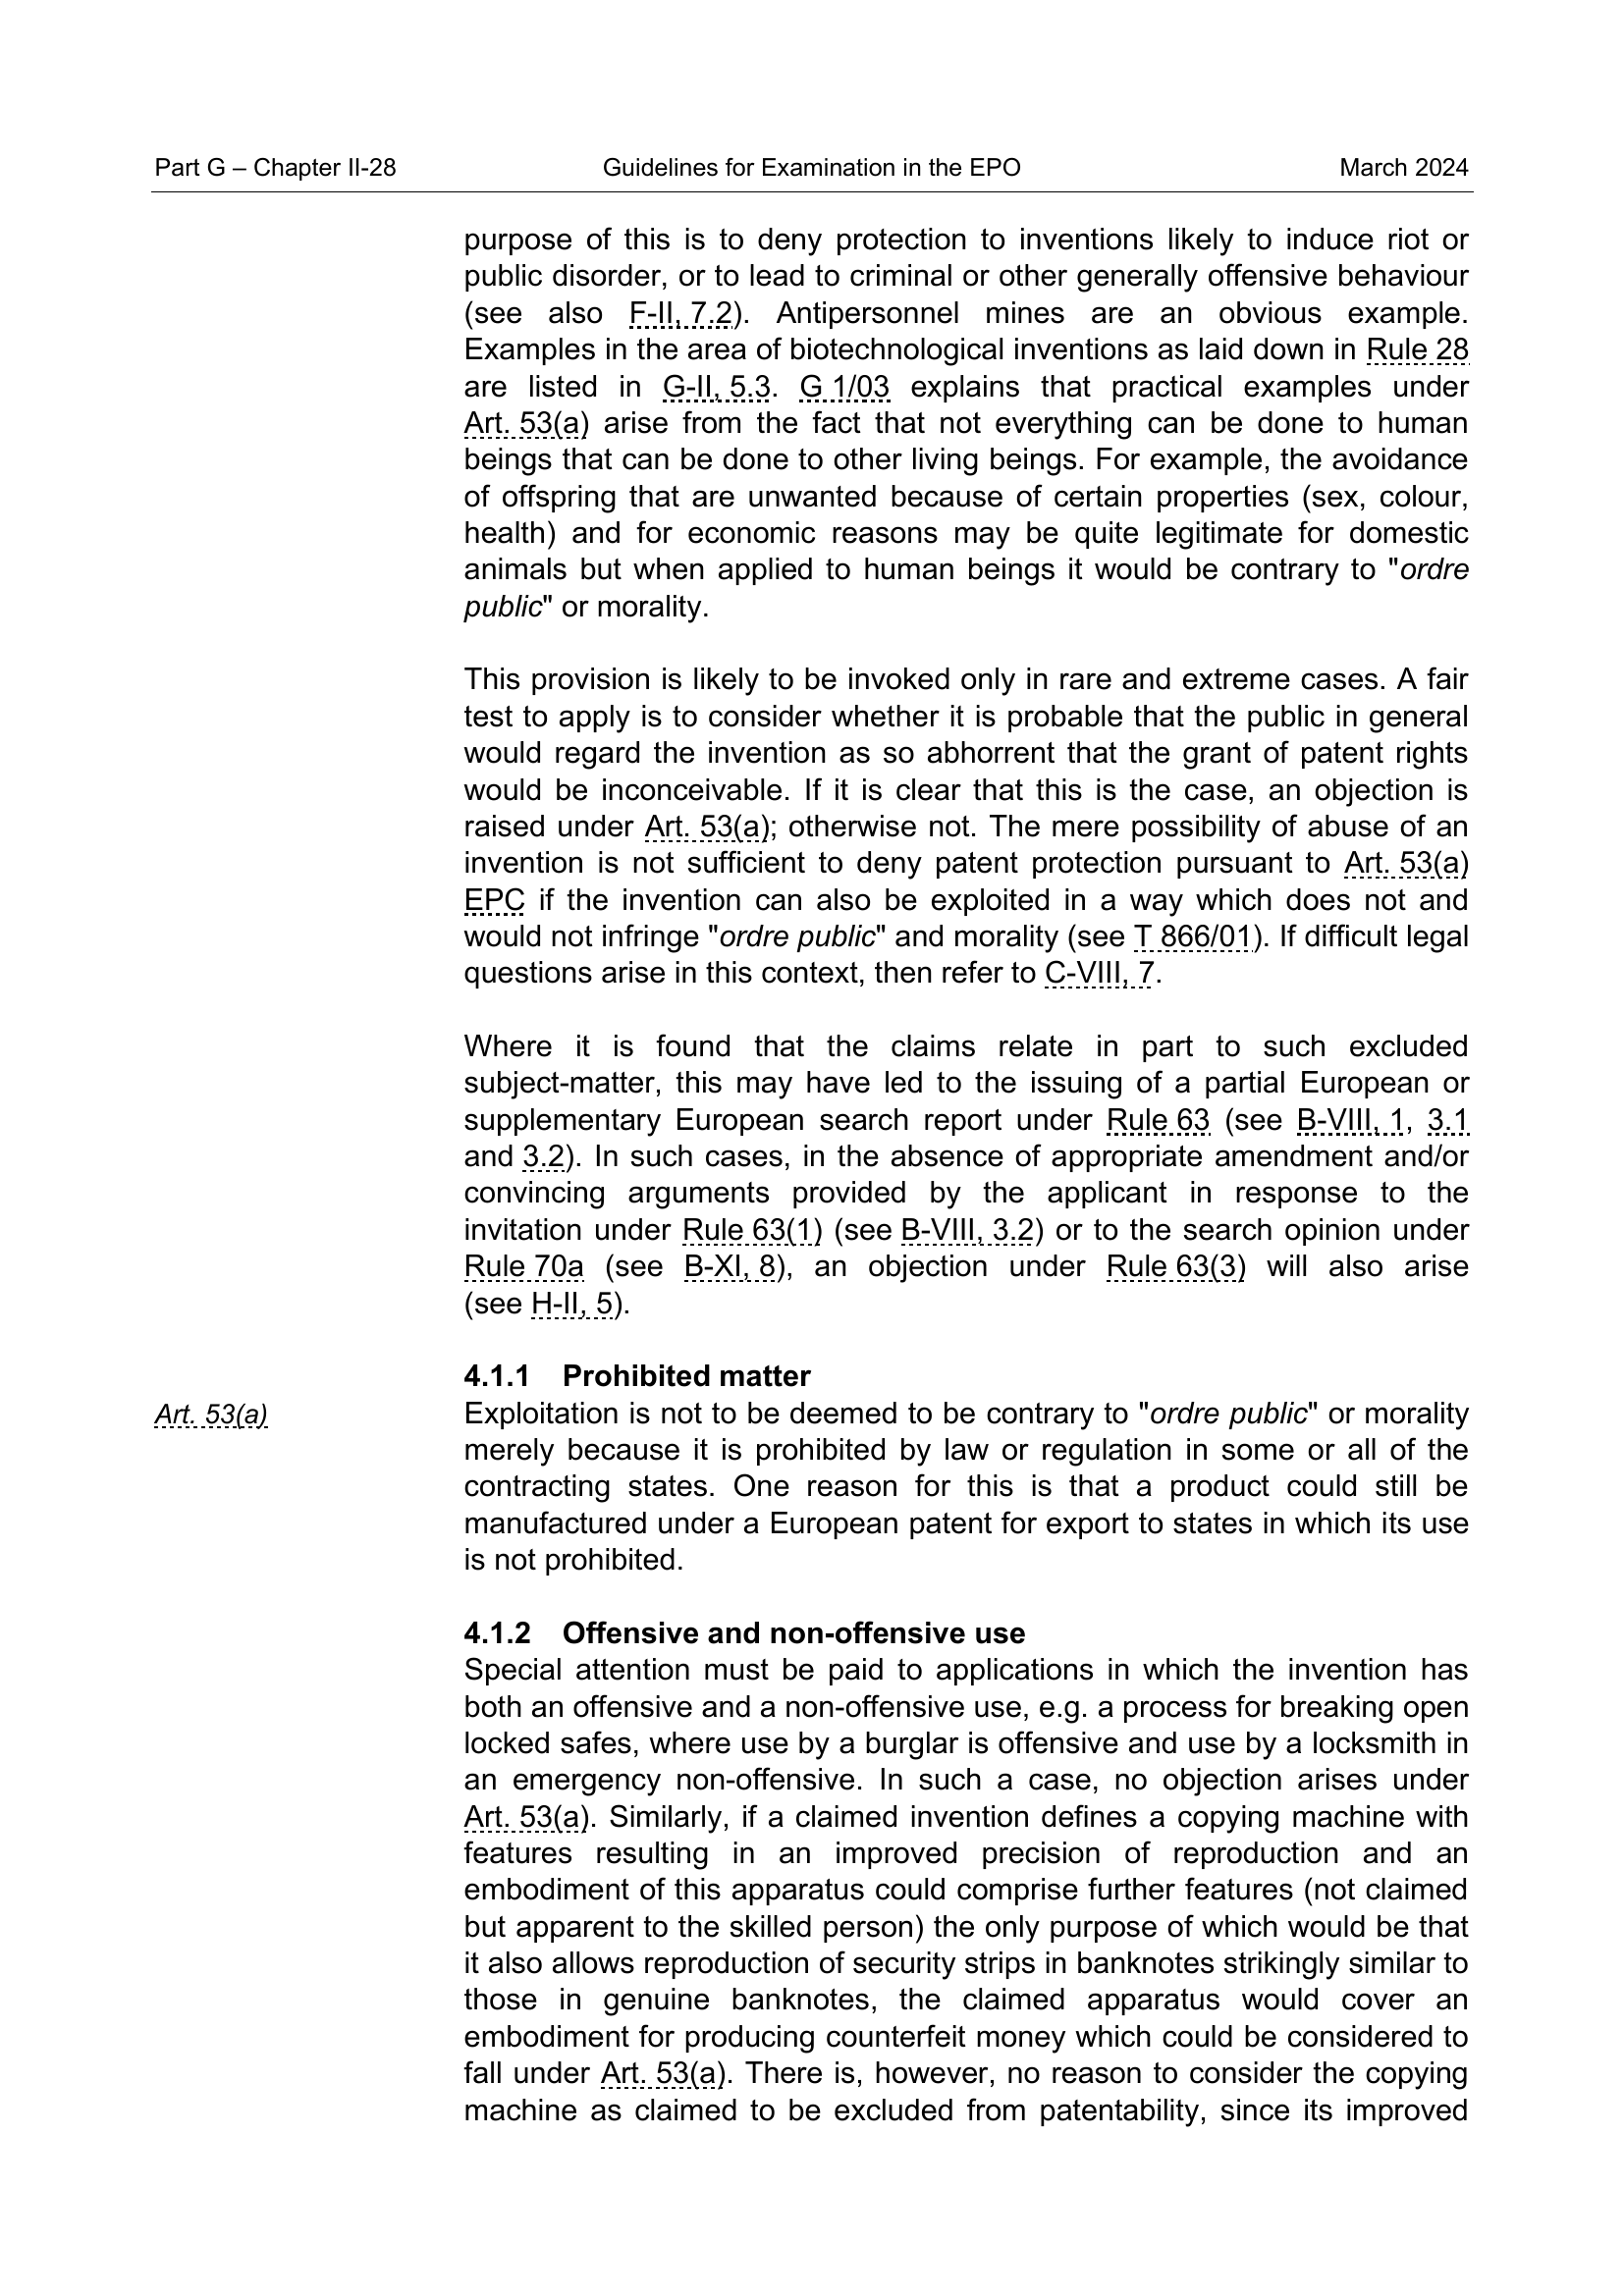 Part G – Chapter II-28 Guidelines for Examination in the EPO March 2024
purpose of this is to deny protection to inventions likely to induce riot or
public disorder, or to lead to criminal or other generally offensive behaviour
(see also F-II, 7.2). Antipersonnel mines are an obvious example.
Examples in the area of biotechnological inventions as laid down in Rule 28
are listed in G-II, 5.3. G 1/03 explains that practical examples under
Art. 53(a) arise from the fact that not everything can be done to human
beings that can be done to other living beings. For example, the avoidance
of offspring that are unwanted because of certain properties (sex, colour,
health) and for economic reasons may be quite legitimate for domestic
animals but when applied to human beings it would be contrary to "ordre
public" or morality.
This provision is likely to be invoked only in rare and extreme cases. A fair
test to apply is to consider whether it is probable that the public in general
would regard the invention as so abhorrent that the grant of patent rights
would be inconceivable. If it is clear that this is the case, an objection is
raised under Art. 53(a); otherwise not. The mere possibility of abuse of an
invention is not sufficient to deny patent protection pursuant to Art. 53(a)
EPC if the invention can also be exploited in a way which does not and
would not infringe "ordre public" and morality (see T 866/01). If difficult legal
questions arise in this context, then refer to C-VIII, 7.
Where it is found that the claims relate in part to such excluded
subject-matter, this may have led to the issuing of a partial European or
supplementary European search report under Rule 63 (see B-VIII, 1, 3.1
and 3.2). In such cases, in the absence of appropriate amendment and/or
convincing arguments provided by the applicant in response to the
invitation under Rule 63(1) (see B-VIII, 3.2) or to the search opinion under
Rule 70a (see B-XI, 8), an objection under Rule 63(3) will also arise
(see H-II, 5).
4.1.1 Prohibited matter
Art. 53(a) Exploitation is not to be deemed to be contrary to "ordre public" or morality
merely because it is prohibited by law or regulation in some or all of the
contracting states. One reason for this is that a product could still be
manufactured under a European patent for export to states in which its use
is not prohibited.
4.1.2 Offensive and non-offensive use
Special attention must be paid to applications in which the invention has
both an offensive and a non-offensive use, e.g. a process for breaking open
locked safes, where use by a burglar is offensive and use by a locksmith in
an emergency non-offensive. In such a case, no objection arises under
Art. 53(a). Similarly, if a claimed invention defines a copying machine with
features resulting in an improved precision of reproduction and an
embodiment of this apparatus could comprise further features (not claimed
but apparent to the skilled person) the only purpose of which would be that
it also allows reproduction of security strips in banknotes strikingly similar to
those in genuine banknotes, the claimed apparatus would cover an
embodiment for producing counterfeit money which could be considered to
fall under Art. 53(a). There is, however, no reason to consider the copying
machine as claimed to be excluded from patentability, since its improved